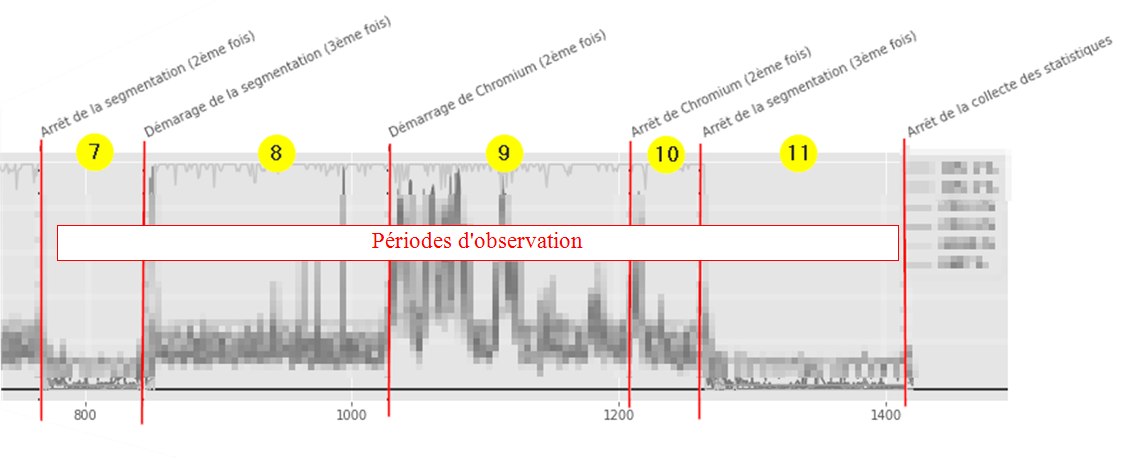 Arrêt de la segmentation (2ème fois)
Démarage de la segmentation (3ème fois)
Démarrage de Chromium (2ème fois)
Arrêt de Chromium (2ème fois)
Arrêt de la segmentation (3ème fois)
Arrêt de la collecte des statistiques
7
8
9
10
11
Périodes d'observation
800
1000
1200
1400